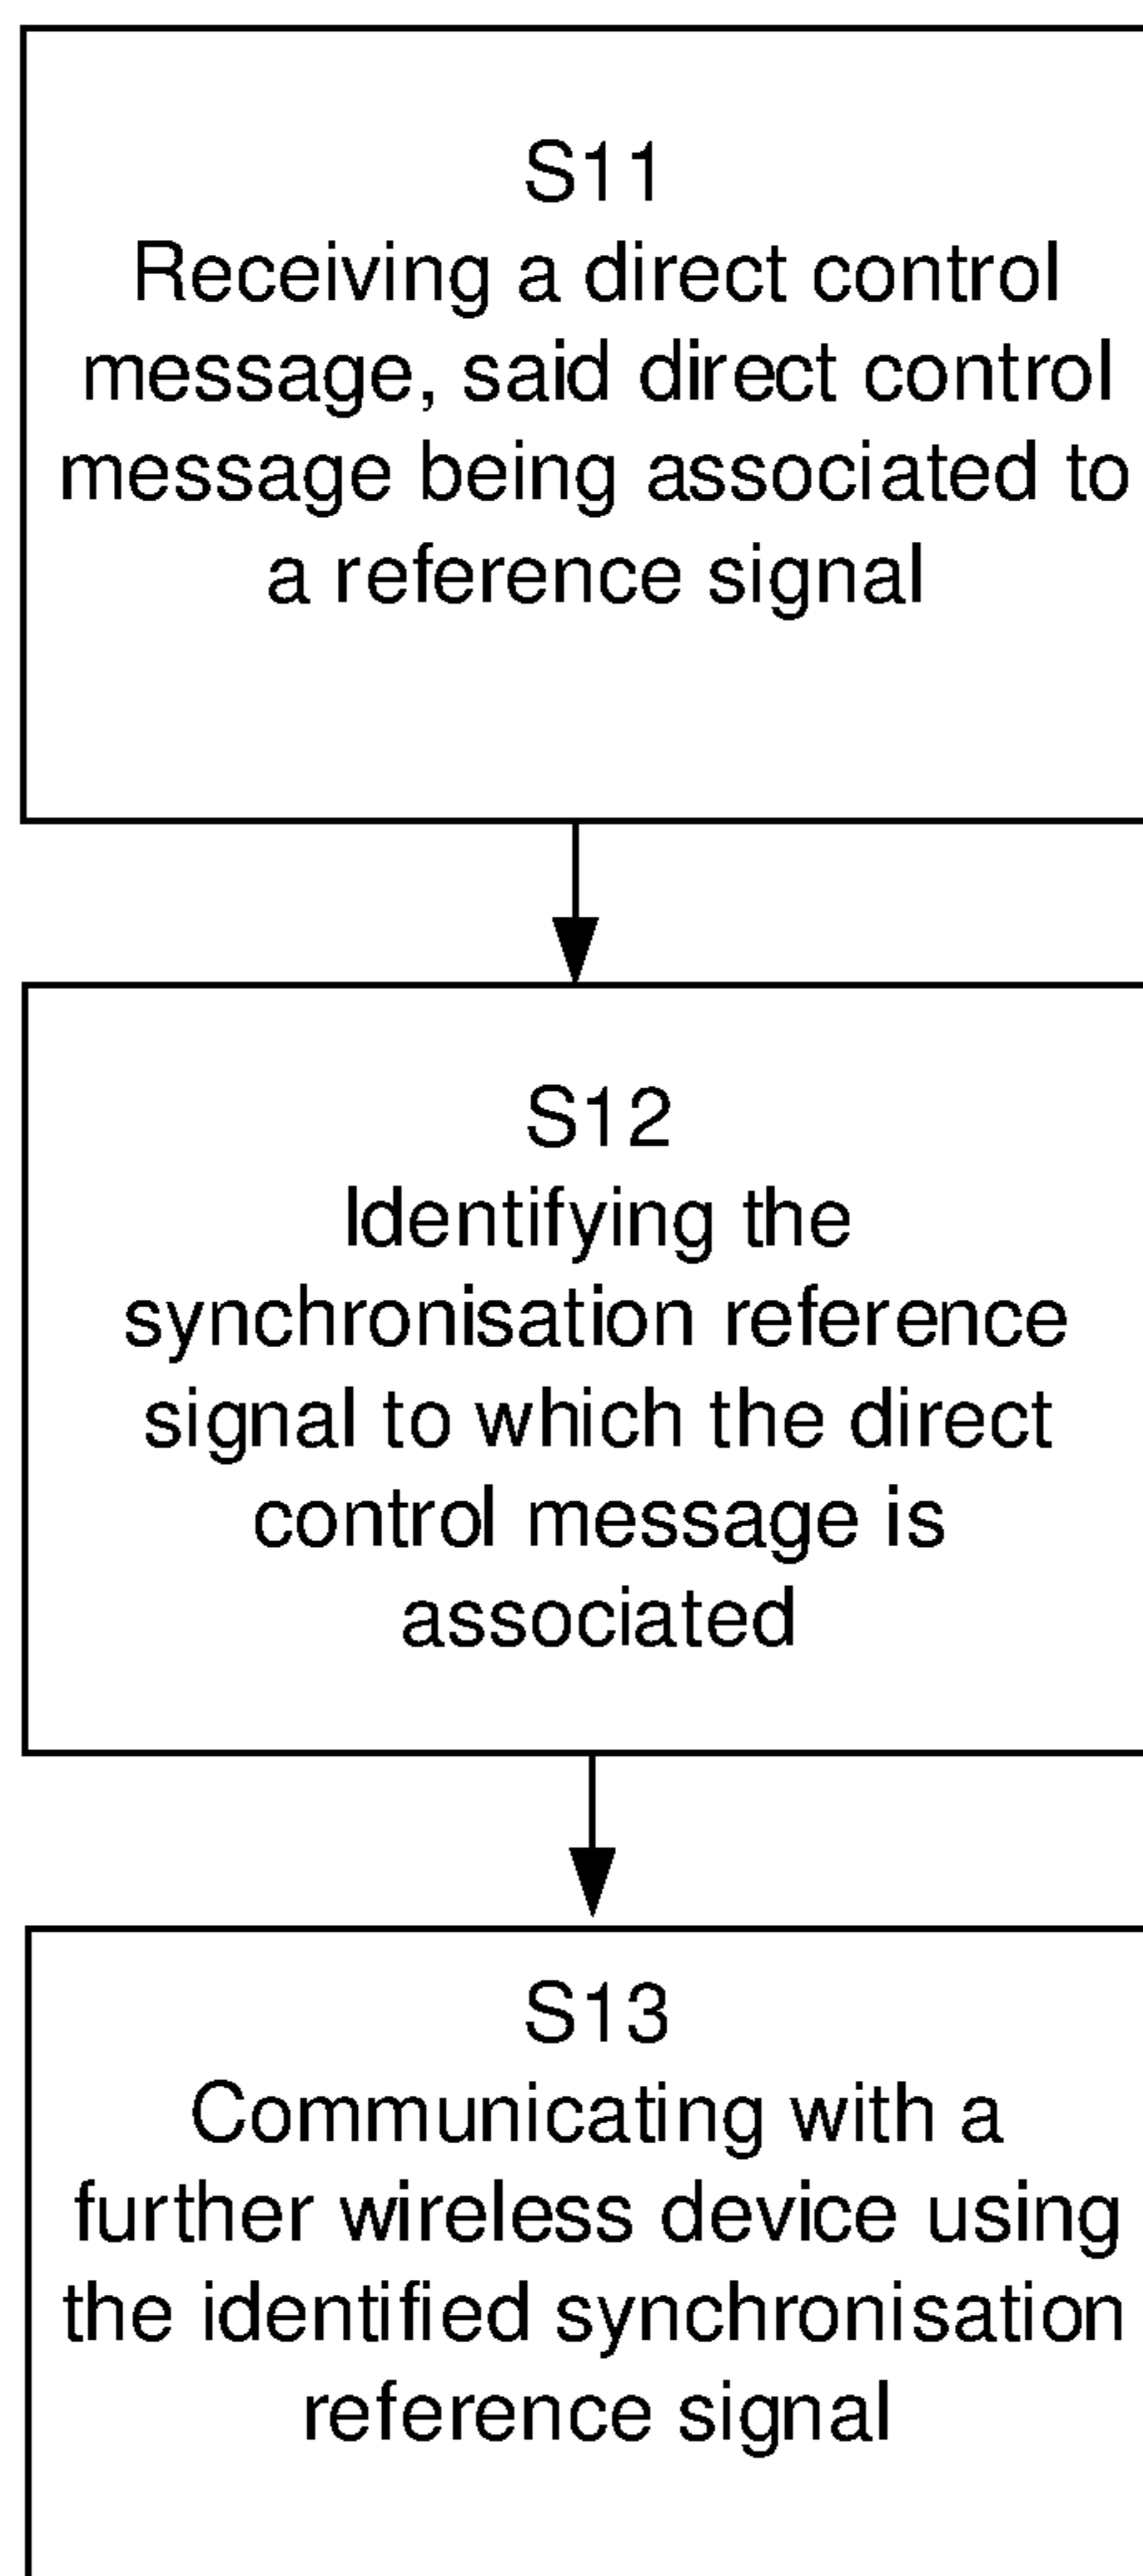 S11
Receiving a direct control
message, said direct control
message being associated to
a reference signal
S12
Identifying the
synchronisation reference
signal to which the direct
control message is
associated
S13
Communicating with a
further wireless device using
the identified synchronisation
reference signal